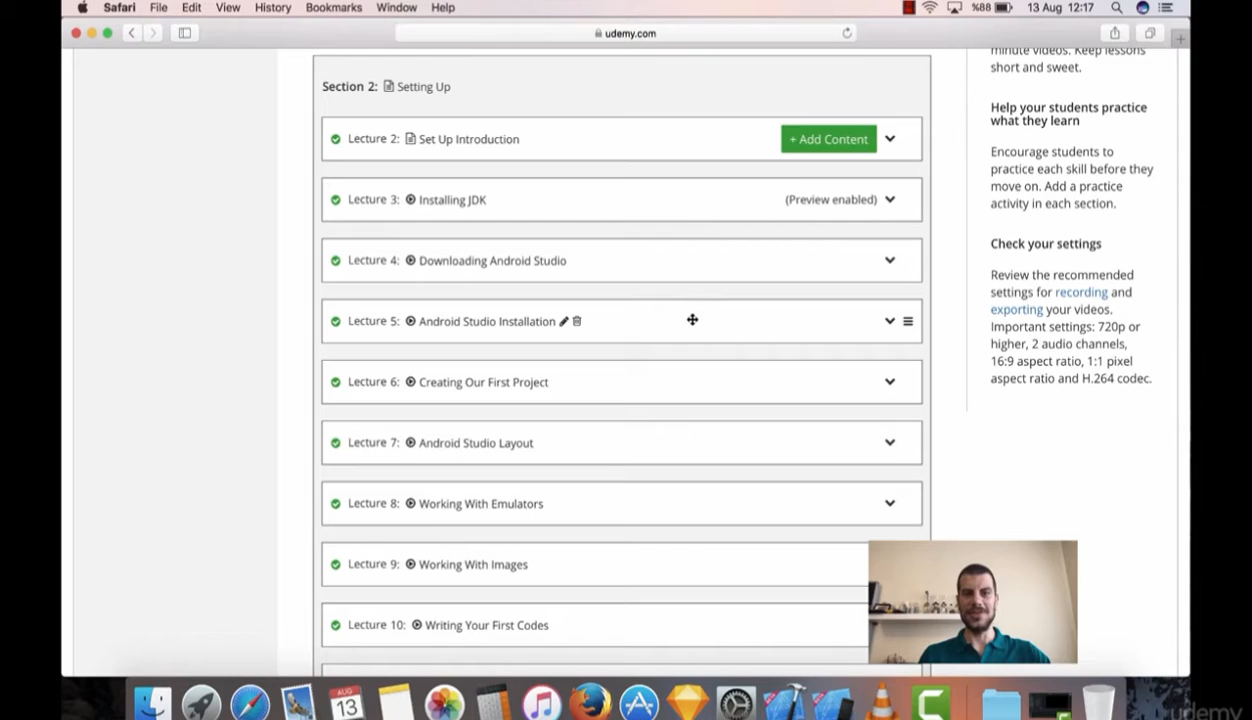 Safari File Edit View History Bookmarks Window Help %88 13 Aug 12:17
udemy.com
Section 2: Setting Up
Lecture 2: Set Up Introduction + Add Content
Lecture 3: Installing JDK (Preview enabled)
Lecture 4: Downloading Android Studio
Lecture 5: Android Studio Installation
Lecture 6: Creating Our First Project
Lecture 7: Android Studio Layout
Lecture 8: Working With Emulators
Lecture 9: Working With Images
Lecture 10: Writing Your First Codes
minute videos. Keep lessons
short and sweet.
Help your students practice
what they learn
Encourage students to
practice each skill before they
move on. Add a practice
activity in each section.
Check your settings
Review the recommended
settings for recording and
exporting your videos.
Important settings: 720p or
higher, 2 audio channels,
16:9 aspect ratio, 1:1 pixel
aspect ratio and H.264 codec.
AUG
13
udemy